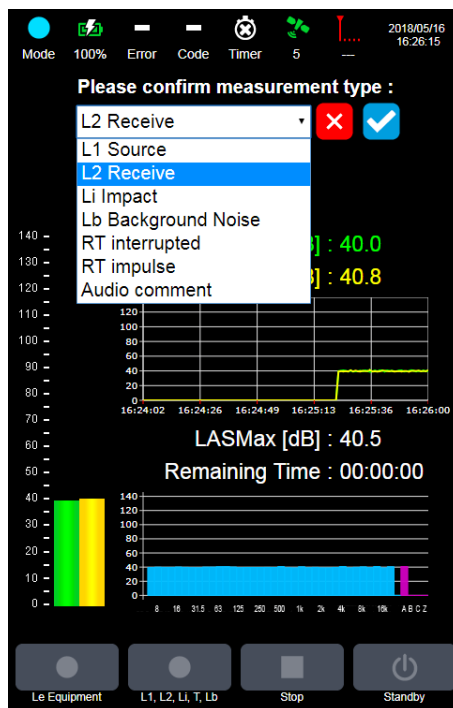 2018/05/16
16:26:15
Mode 100% Error Code Timer 5 ---
Please confirm measurement type :
L2 Receive
L1 Source
L2 Receive
Li Impact
Lb Background Noise
RT interrupted
RT impulse
Audio comment
] : 40.0
] : 40.8
140
130
120
110
100
90
80
70
60
50
40
30
20
10
0
120
100
80
60
40
20
0
16:24:02 16:24:26 16:24:49 16:25:13 16:25:36 16:26:00
LASMax [dB] : 40.5
Remaining Time : 00:00:00
140
120
100
80
60
40
20
0
8 16 31.5 63 125 250 500 1k 2k 4k 8k 16k A B C Z
Le Equipment L1, L2, Li, T, Lb Stop Standby